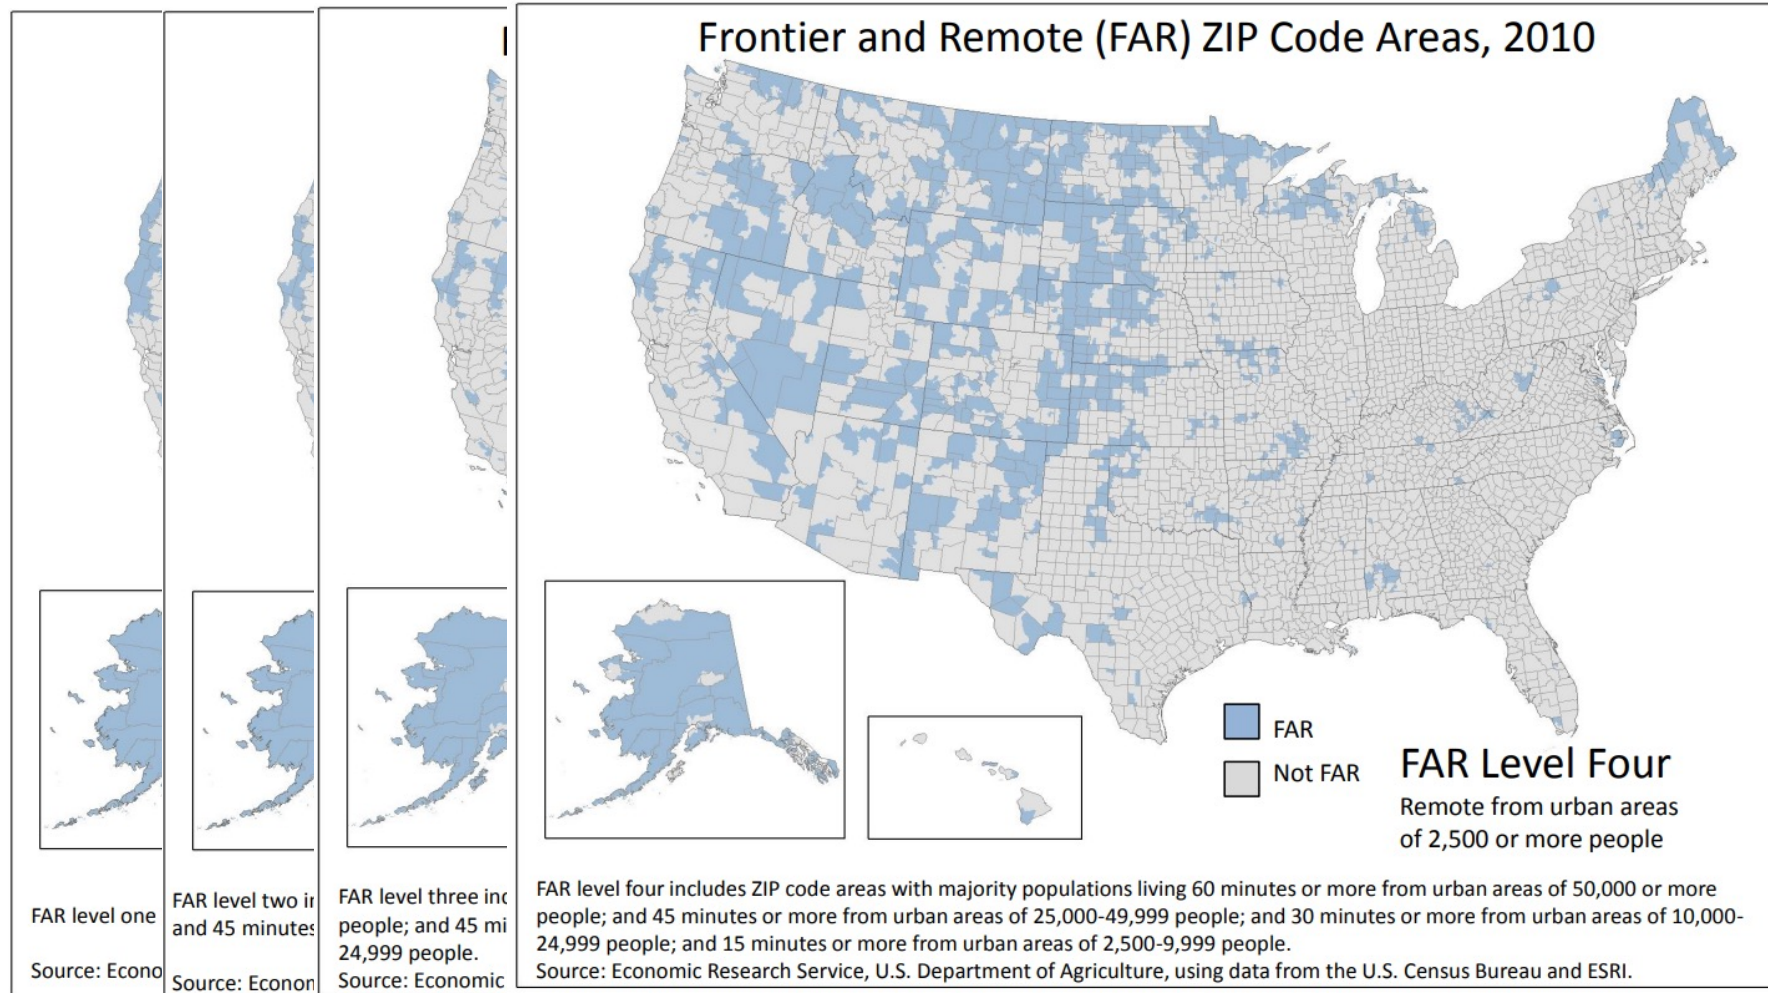 Frontier and Remote (FAR) ZIP Code Areas, 2010
FAR
Not FAR
FAR Level Four
Remote from urban areas
of 2,500 or more people
FAR level four includes ZIP code areas with majority populations living 60 minutes or more from urban areas of 50,000 or more
people; and 45 minutes or more from urban areas of 25,000-49,999 people; and 30 minutes or more from urban areas of 10,000-
24,999 people; and 15 minutes or more from urban areas of 2,500-9,999 people.
Source: Economic Research Service, U.S. Department of Agriculture, using data from the U.S. Census Bureau and ESRI.
FAR level one
Source: Econo
FAR level two
and 45 minutes
Source: Econon
FAR level three inc
people; and 45 mi
24,999 people.
Source: Economic